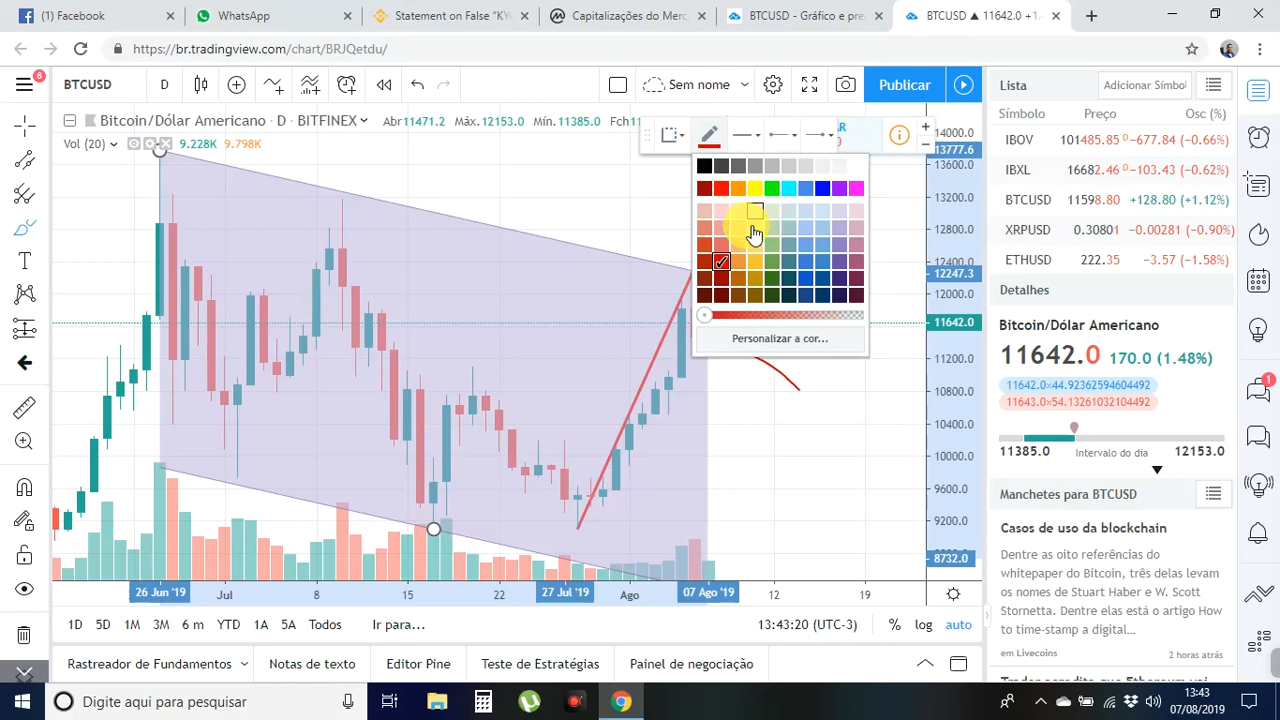 (1) Facebook
WhatsApp
Statement on False "KYC
Capitalizações do Merc
BTCUSD - Gráfico e pre
BTCUSD ▲ 11642.0 +1.
https://br.tradingview.com/chart/BRJQetdu/
8
BTCUSD
D
Sem nome
Publicar
Lista
Adicionar Símbol
Bitcoin/Dólar Americano - D - BITFINEX
Abr11471.2 Máx.12153.0 Mín.11385.0 Fch11
Vol (20)
9.228K 9.798K
14000.0
13777.6
13600.0
13200.0
12800.0
12400.0
12247.3
12000.0
11642.0
11200.0
10800.0
10400.0
10000.0
9600.0
9200.0
8732.0
Personalizar a cor...
Símbolo Preço Osc (%)
IBOV 101485.85 D -677.84 (-0.66%)
IBXL 16682.46 D -103.43 (-0.62%)
BTCUSD 11598.80 +128.80 (+1.12%)
XRPUSD 0.30801 -0.00281 (-0.90%)
ETHUSD 222.35 -3.57 (-1.58%)
Detalhes
Bitcoin/Dólar Americano
11642.0 170.0 (1.48%)
11642.0×44.92362594604492
11643.0×54.13261032104492
11385.0 Intervalo do dia 12153.0
Manchetes para BTCUSD
Casos de uso da blockchain
Dentre as oito referências do
whitepaper do Bitcoin, três delas levam
os nomes de Stuart Haber e W. Scott
Stornetta. Dentre elas está o artigo How
to time-stamp a digital...
em Livecoins 2 horas atrás
1
26 Jun '19 Jul 8 15 22 27 Jul '19 Ago 07 Ago '19 12 19
1D 5D 1M 3M 6 m YTD 1A 5A Todos Ir para...
13:43:20 (UTC-3) % log auto
Rastreador de Fundamentos Notas de texto Editor Pine Teste de Estratégias Painel de negociação
Digite aqui para pesquisar
13:43
07/08/2019